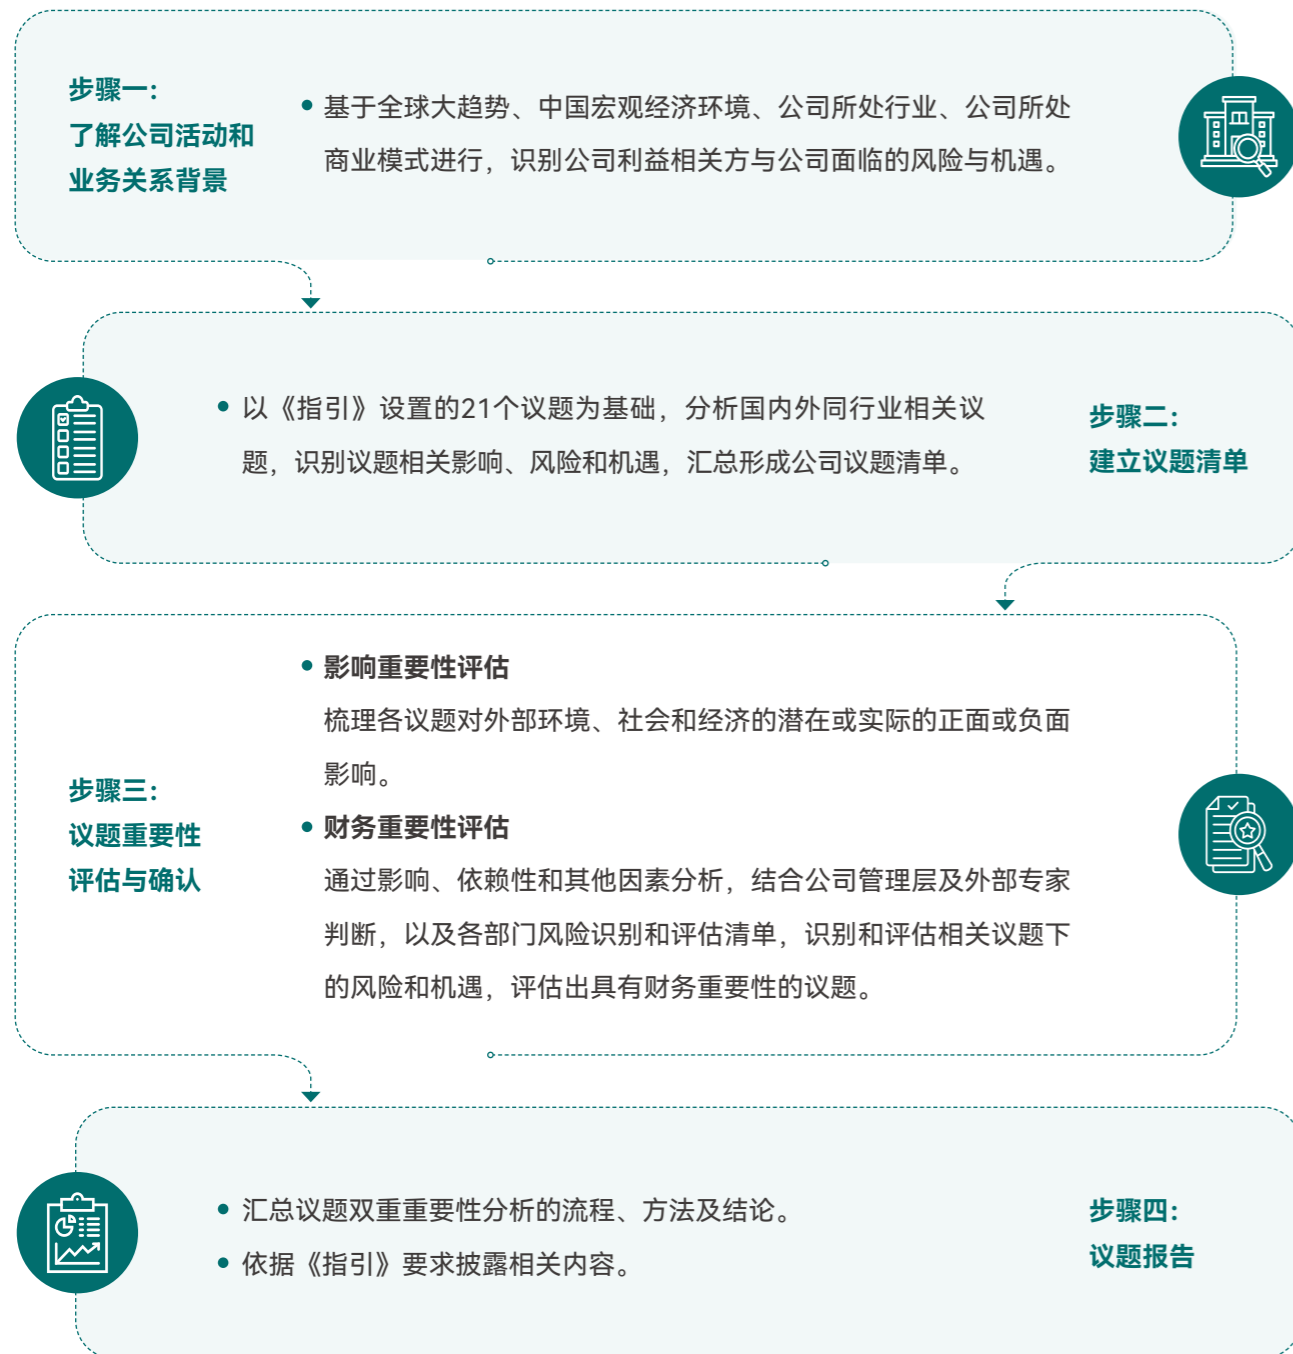 步骤一：
了解公司活动和
业务关系背景
• 基于全球大趋势、中国宏观经济环境、公司所处行业、公司所处
商业模式进行，识别公司利益相关方与公司面临的风险与机遇。
• 以《指引》设置的21个议题为基础，分析国内外同行业相关议
题，识别议题相关影响、风险和机遇，汇总形成公司议题清单。
步骤二：
建立议题清单
步骤三：
议题重要性
评估与确认
• 影响重要性评估
梳理各议题对外部环境、社会和经济的潜在或实际的正面或负面
影响。
• 财务重要性评估
通过影响、依赖性和其他因素分析，结合公司管理层及外部专家
判断，以及各部门风险识别和评估清单，识别和评估相关议题下
的风险和机遇，评估出具有财务重要性的议题。
• 汇总议题双重重要性分析的流程、方法及结论。
• 依据《指引》要求披露相关内容。
步骤四：
议题报告